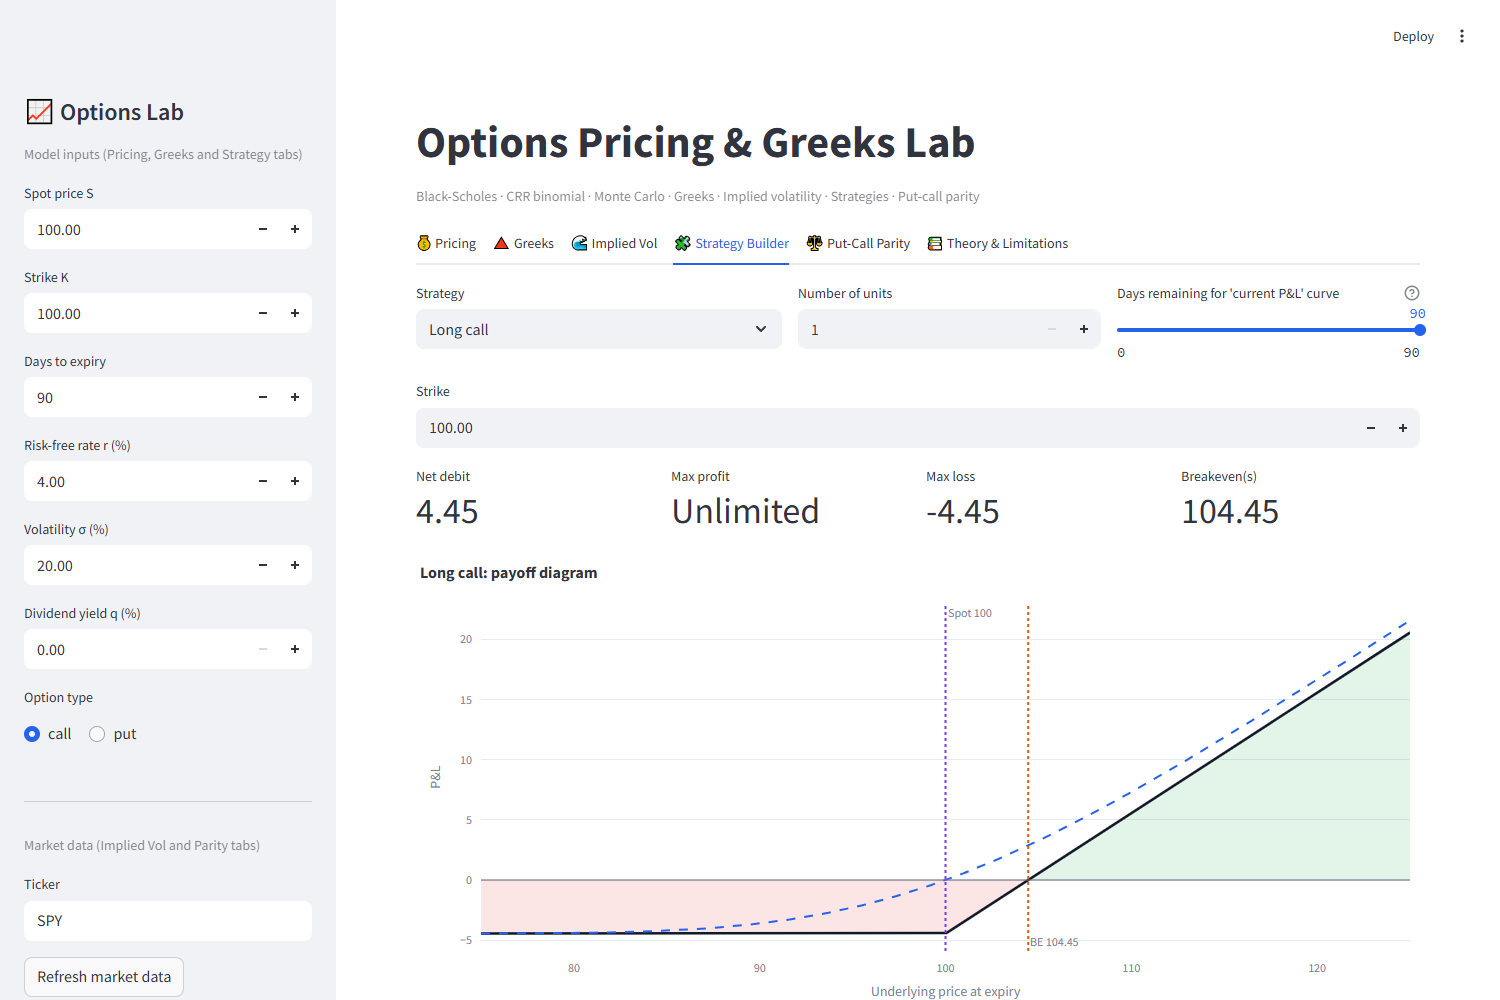 Deploy
Options Lab
Model inputs (Pricing, Greeks and Strategy tabs)
Spot price S
100.00
Strike K
100.00
Days to expiry
90
Risk-free rate r (%)
4.00
Volatility σ (%)
20.00
Dividend yield q (%)
0.00
Option type
call put
Market data (Implied Vol and Parity tabs)
Ticker
SPY
Refresh market data
Options Pricing & Greeks Lab
Black-Scholes · CRR binomial · Monte Carlo · Greeks · Implied volatility · Strategies · Put-call parity
Pricing Greeks Implied Vol Strategy Builder Put-Call Parity Theory & Limitations
Strategy
Long call
Number of units
1
Days remaining for 'current P&L' curve
90
0 90
Strike
100.00
Net debit
4.45
Max profit
Unlimited
Max loss
-4.45
Breakeven(s)
104.45
Long call: payoff diagram
Spot 100
20
15
10
5
0
−5
P&L
BE 104.45
80 90 100 110 120
Underlying price at expiry